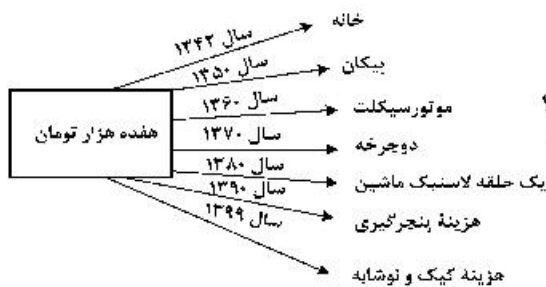 هفده هزار تومان
سال ۱۳۴۲ خانه
سال ۱۳۵۰ پیکان
سال ۱۳۶۰ موتورسیکلت
سال ۱۳۷۰ دوچرخه
سال ۱۳۸۰ یک حلقه لاستیک ماشین
سال ۱۳۹۰ هزینهٔ پنچرگیری
سال ۱۳۹۹ هزینه کیک و نوشابه